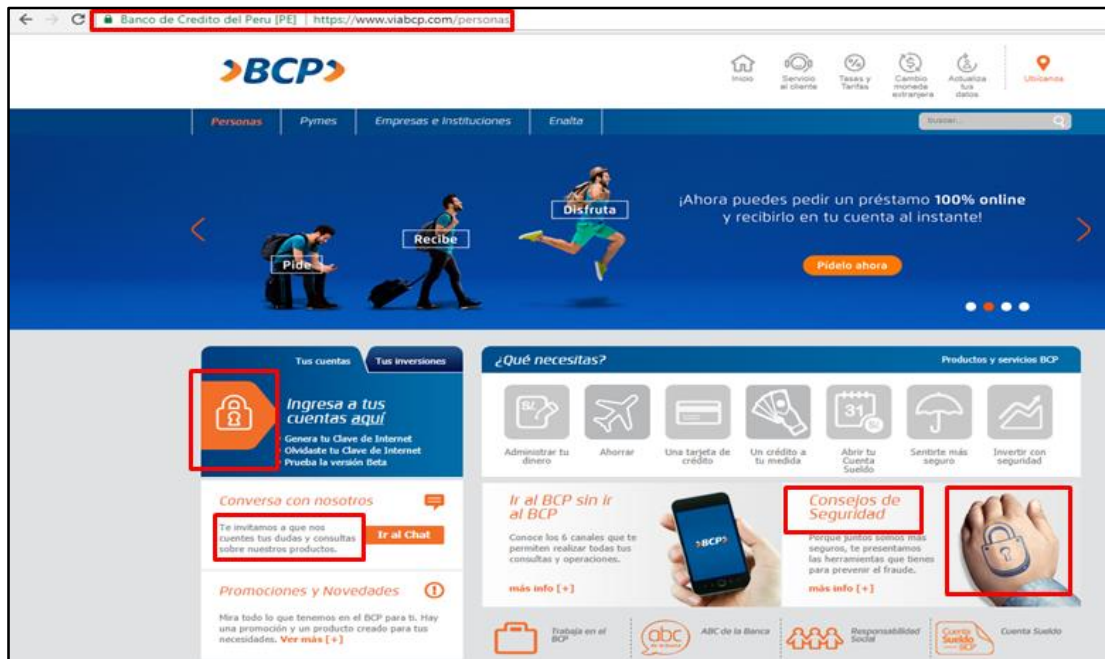 Banco de Credito del Peru [PE] | https://www.viabcp.com/personas
BCP
Inicio
Servicio
al cliente
Tasas y
Tarifas
Cambio
moneda
extranjera
Actualiza
tus
datos
Ubícanos
Personas
Pymes
Empresas e Instituciones
Enalta
buscar...
Pide
Recibe
Disfruta
¡Ahora puedes pedir un préstamo 100% online
y recibirlo en tu cuenta al instante!
Pídelo ahora
Tus cuentas
Tus inversiones
Ingresa a tus
cuentas aquí
Genera tu Clave de Internet
Olvidaste tu Clave de Internet
Prueba la versión Beta
¿Qué necesitas?
Productos y servicios BCP
S/.
31
Administrar tu
dinero
Ahorrar
Una tarjeta de
crédito
Un crédito a
tu medida
Abrir tu
Cuenta
Sueldo
Sentirte más
seguro
Invertir con
seguridad
Conversa con nosotros
Te invitamos a que nos
cuentes tus dudas y consultas
sobre nuestros productos.
Ir al Chat
Ir al BCP sin ir
al BCP
Conoce los 6 canales que te
permiten realizar todas tus
consultas y operaciones.
más info [+]
BCP
Consejos de
Seguridad
Porque juntos somos más
seguros, te presentamos
las herramientas que tienes
para prevenir el fraude.
más info [+]
Promociones y Novedades
Mira todo lo que tenemos en el BCP para ti. Hay
una promoción y un producto creado para tus
necesidades. Ver más [+]
Trabaja en el
BCP
abc
ABC de la Banca
Responsabilidad
Social
Cuenta
Sueldo
BCP
Cuenta Sueldo